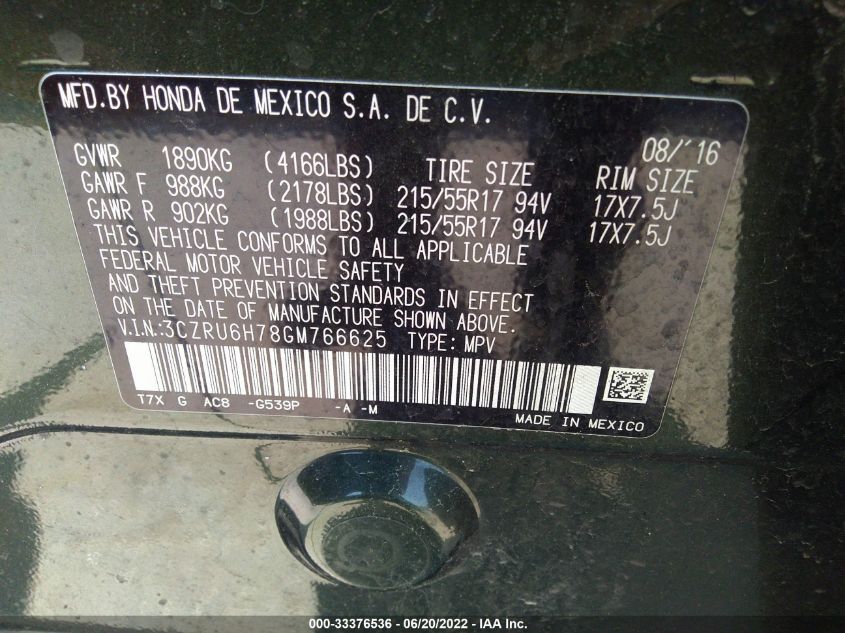 MFD.BY HONDA DE MEXICO S.A. DE C.V.
08/'16
GVWR 1890KG (4166LBS) TIRE SIZE RIM SIZE
GAWR F 988KG (2178LBS) 215/55R17 94V 17X7.5J
GAWR R 902KG (1988LBS) 215/55R17 94V 17X7.5J
THIS VEHICLE CONFORMS TO ALL APPLICABLE
FEDERAL MOTOR VEHICLE SAFETY
AND THEFT PREVENTION STANDARDS IN EFFECT
ON THE DATE OF MANUFACTURE SHOWN ABOVE.
V.I.N.:3CZRU6H78GM766625 TYPE: MPV
T7X G AC8 -G539P -A -M
MADE IN MEXICO
000-33376536 - 06/20/2022 - IAA Inc.